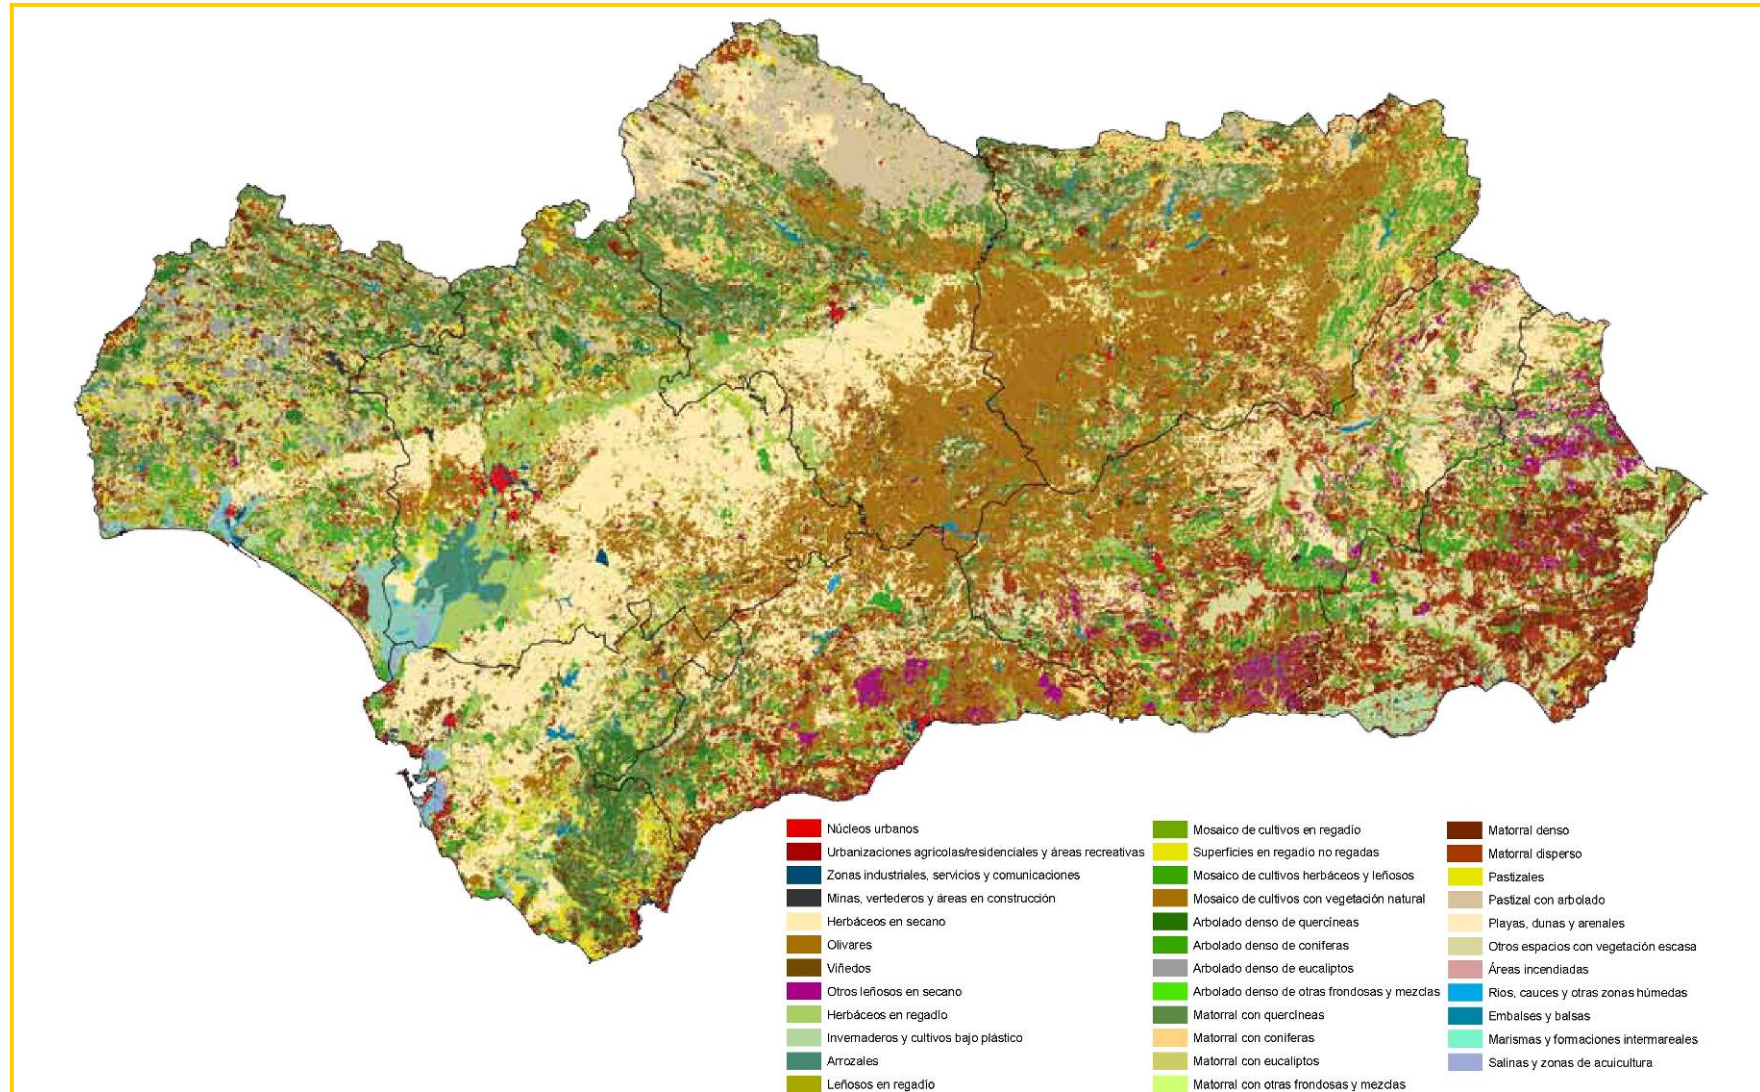 Núcleos urbanos
Urbanizaciones agrícolas/residenciales y áreas recreativas
Zonas industriales, servicios y comunicaciones
Minas, vertederos y áreas en construcción
Herbáceos en secano
Olivares
Viñedos
Otros leñosos en secano
Herbáceos en regadío
Invernaderos y cultivos bajo plástico
Arrozales
Leñosos en regadío
Mosaico de cultivos en regadío
Superficies en regadío no regadas
Mosaico de cultivos herbáceos y leñosos
Mosaico de cultivos con vegetación natural
Arbolado denso de quercíneas
Arbolado denso de coníferas
Arbolado denso de eucaliptos
Arbolado denso de otras frondosas y mezclas
Matorral con quercíneas
Matorral con coníferas
Matorral con eucaliptos
Matorral con otras frondosas y mezclas
Matorral denso
Matorral disperso
Pastizales
Pastizal con arbolado
Playas, dunas y arenales
Otros espacios con vegetación escasa
Áreas incendiadas
Rios, cauces y otras zonas húmedas
Embalses y balsas
Marismas y formaciones intermareales
Salinas y zonas de acuicultura